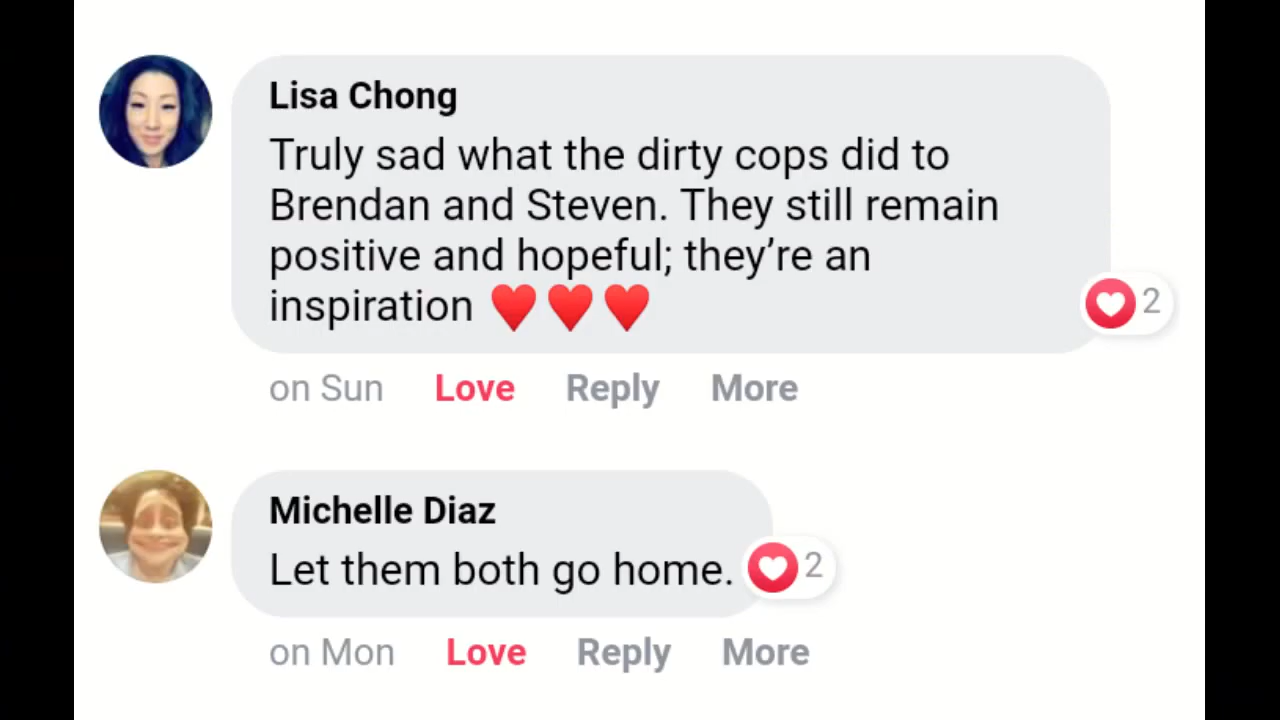 Lisa Chong
Truly sad what the dirty cops did to
Brendan and Steven. They still remain
positive and hopeful; they’re an
inspiration ♥️♥️♥️
2
on Sun Love Reply More
Michelle Diaz
Let them both go home.
2
on Mon Love Reply More